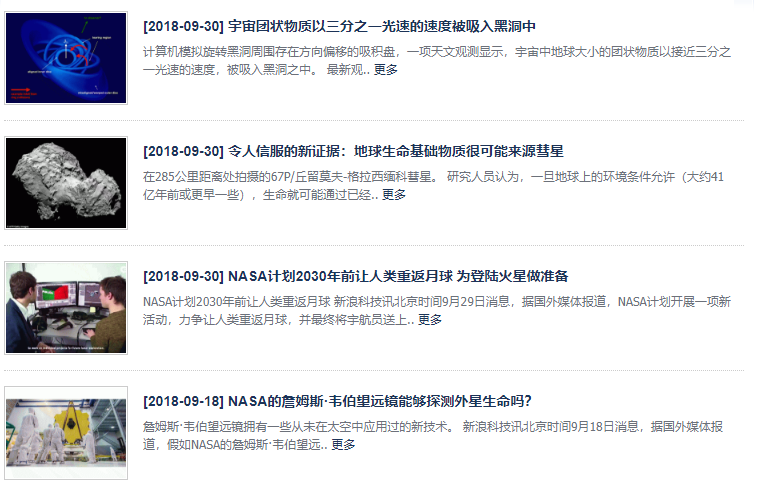 [2018-09-30] 宇宙团状物质以三分之一光速的速度被吸入黑洞中
计算机模拟旋转黑洞周围存在方向偏移的吸积盘，一项天文观测显示，宇宙中地球大小的团状物质以接近三分之
一光速的速度，被吸入黑洞之中。 最新观.. 更多
[2018-09-30] 令人信服的新证据：地球生命基础物质很可能来源彗星
在285公里距离处拍摄的67P/丘留莫夫-格拉西缅科彗星。 研究人员认为，一旦地球上的环境条件允许（大约41
亿年前或更早一些），生命就可能通过已经.. 更多
[2018-09-30] NASA计划2030年前让人类重返月球 为登陆火星做准备
NASA计划2030年前让人类重返月球 新浪科技讯北京时间9月29日消息，据国外媒体报道，NASA计划开展一项新
活动，力争让人类重返月球，并最终将宇航员送上.. 更多
[2018-09-18] NASA的詹姆斯·韦伯望远镜能够探测外星生命吗?
詹姆斯·韦伯望远镜拥有一些从未在太空中应用过的新技术。 新浪科技讯北京时间9月18日消息，据国外媒体报
道，假如NASA的詹姆斯·韦伯望远.. 更多